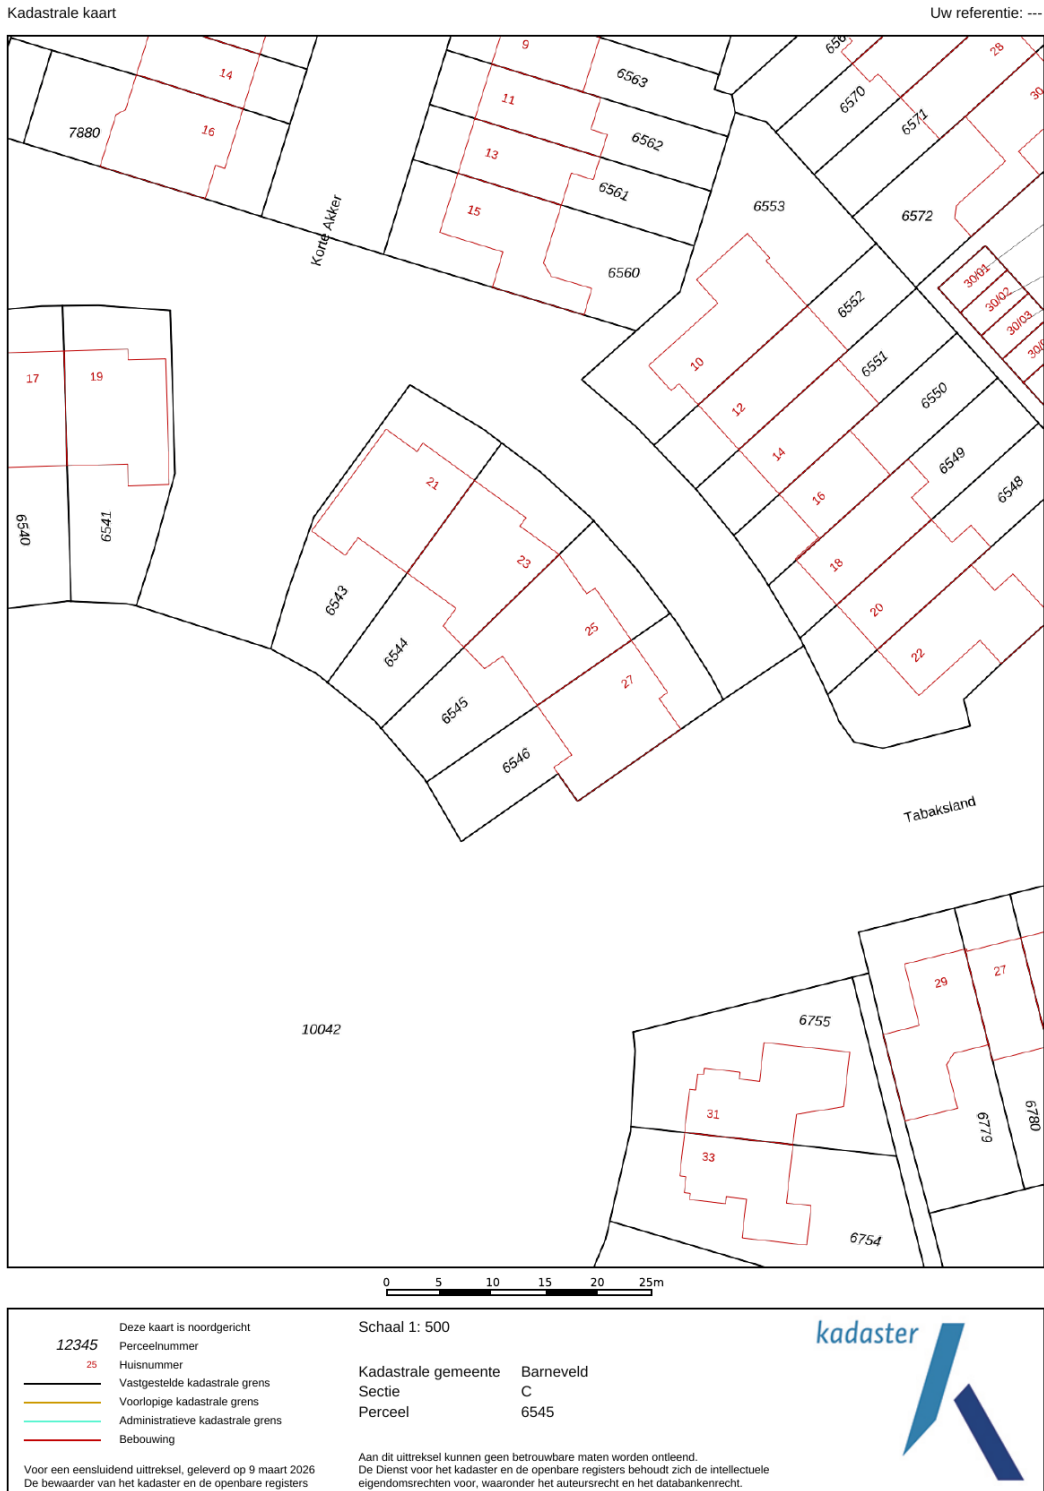 Kadastrale kaart
Uw referentie: ---
9
14
16
7880
11
13
15
6563
6562
6561
6560
Korte Akker
6570
6571
28
30
6572
6553
6552
6551
6550
6549
6548
30/01
30/02
30/03
10
12
14
16
18
20
22
17
19
6540
6541
21
23
25
27
6543
6544
6545
6546
Tabaksland
10042
6755
31
33
6754
29
27
6779
6780
0 5 10 15 20 25m
Deze kaart is noordgericht
12345 Perceelnummer
25 Huisnummer
Vastgestelde kadastrale grens
Voorlopige kadastrale grens
Administratieve kadastrale grens
Bebouwing
Voor een eensluidend uittreksel, geleverd op 9 maart 2026
De bewaarder van het kadaster en de openbare registers
Schaal 1: 500
Kadastrale gemeente Barneveld
Sectie C
Perceel 6545
Aan dit uittreksel kunnen geen betrouwbare maten worden ontleend.
De Dienst voor het kadaster en de openbare registers behoudt zich de intellectuele
eigendomsrechten voor, waaronder het auteursrecht en het databankenrecht.
kadaster